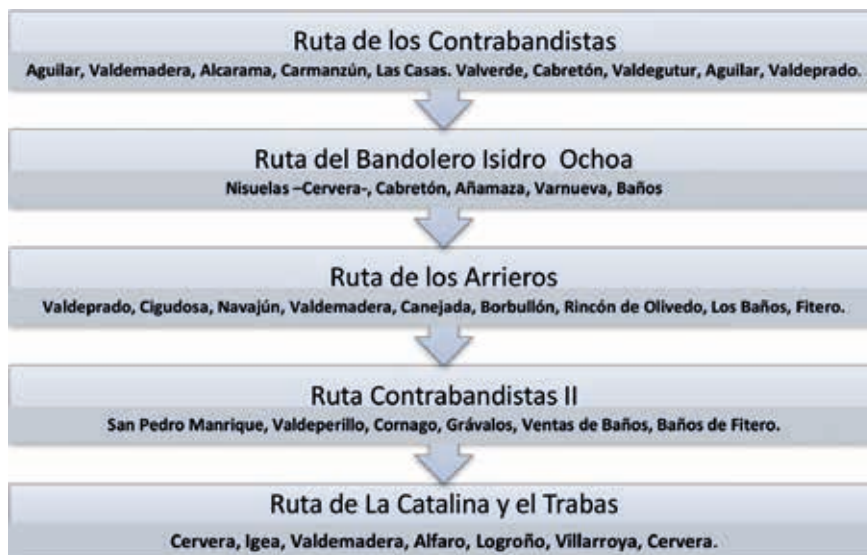 Ruta de los Contrabandistas
Aguilar, Valdemadera, Alcarama, Carmanzún, Las Casas. Valverde, Cabretón, Valdegutur, Aguilar, Valdeprado.
Ruta del Bandolero Isidro Ochoa
Nisuelas –Cervera-, Cabretón, Añamaza, Varnueva, Baños
Ruta de los Arrieros
Valdeprado, Cigudosa, Navajún, Valdemadera, Canejada, Borbullón, Rincón de Olivedo, Los Baños, Fitero.
Ruta Contrabandistas II
San Pedro Manrique, Valdeperillo, Cornago, Grávalos, Ventas de Baños, Baños de Fitero.
Ruta de La Catalina y el Trabas
Cervera, Igea, Valdemadera, Alfaro, Logroño, Villarroya, Cervera.